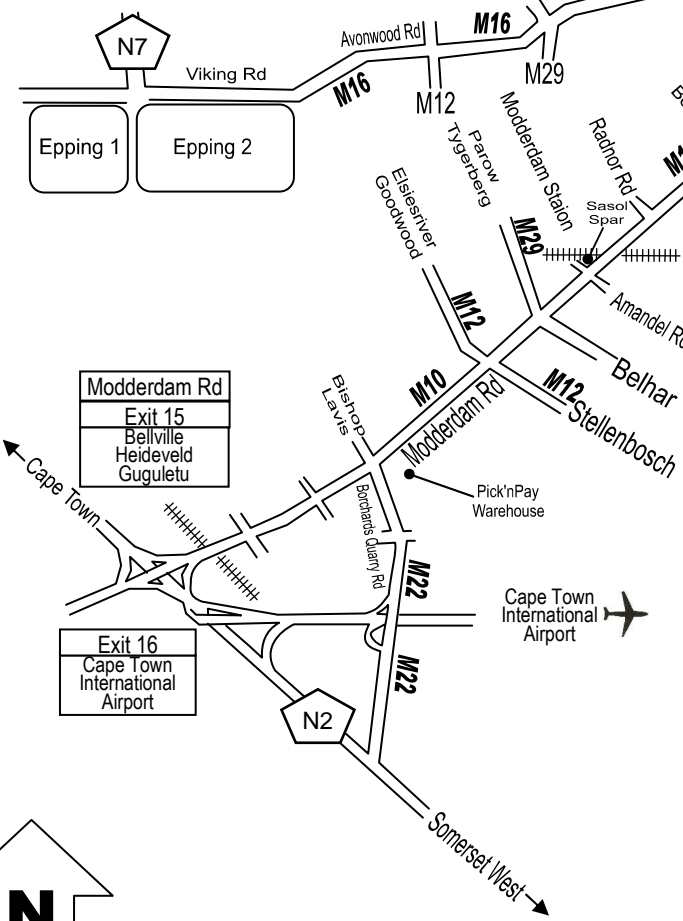 N7
Viking Rd
Avonwood Rd
M16
M16
M12
M29
Epping 1
Epping 2
Elsiesriver
Goodwood
Parow
Tygerberg
Modderdam Staion
Radnor Rd
Sasol
Spar
M29
M12
Amandel
Belhar
M12
Stellenbosch
M10
Modderdam Rd
Bishop
Lavis
Modderdam Rd
Exit 15
Bellville
Heideveld
Guguletu
Cape Town
Pick'nPay
Warehouse
Borchards Quarry Rd
M22
Cape Town
International
Airport
Exit 16
Cape Town
International
Airport
M22
N2
Somerset West
N